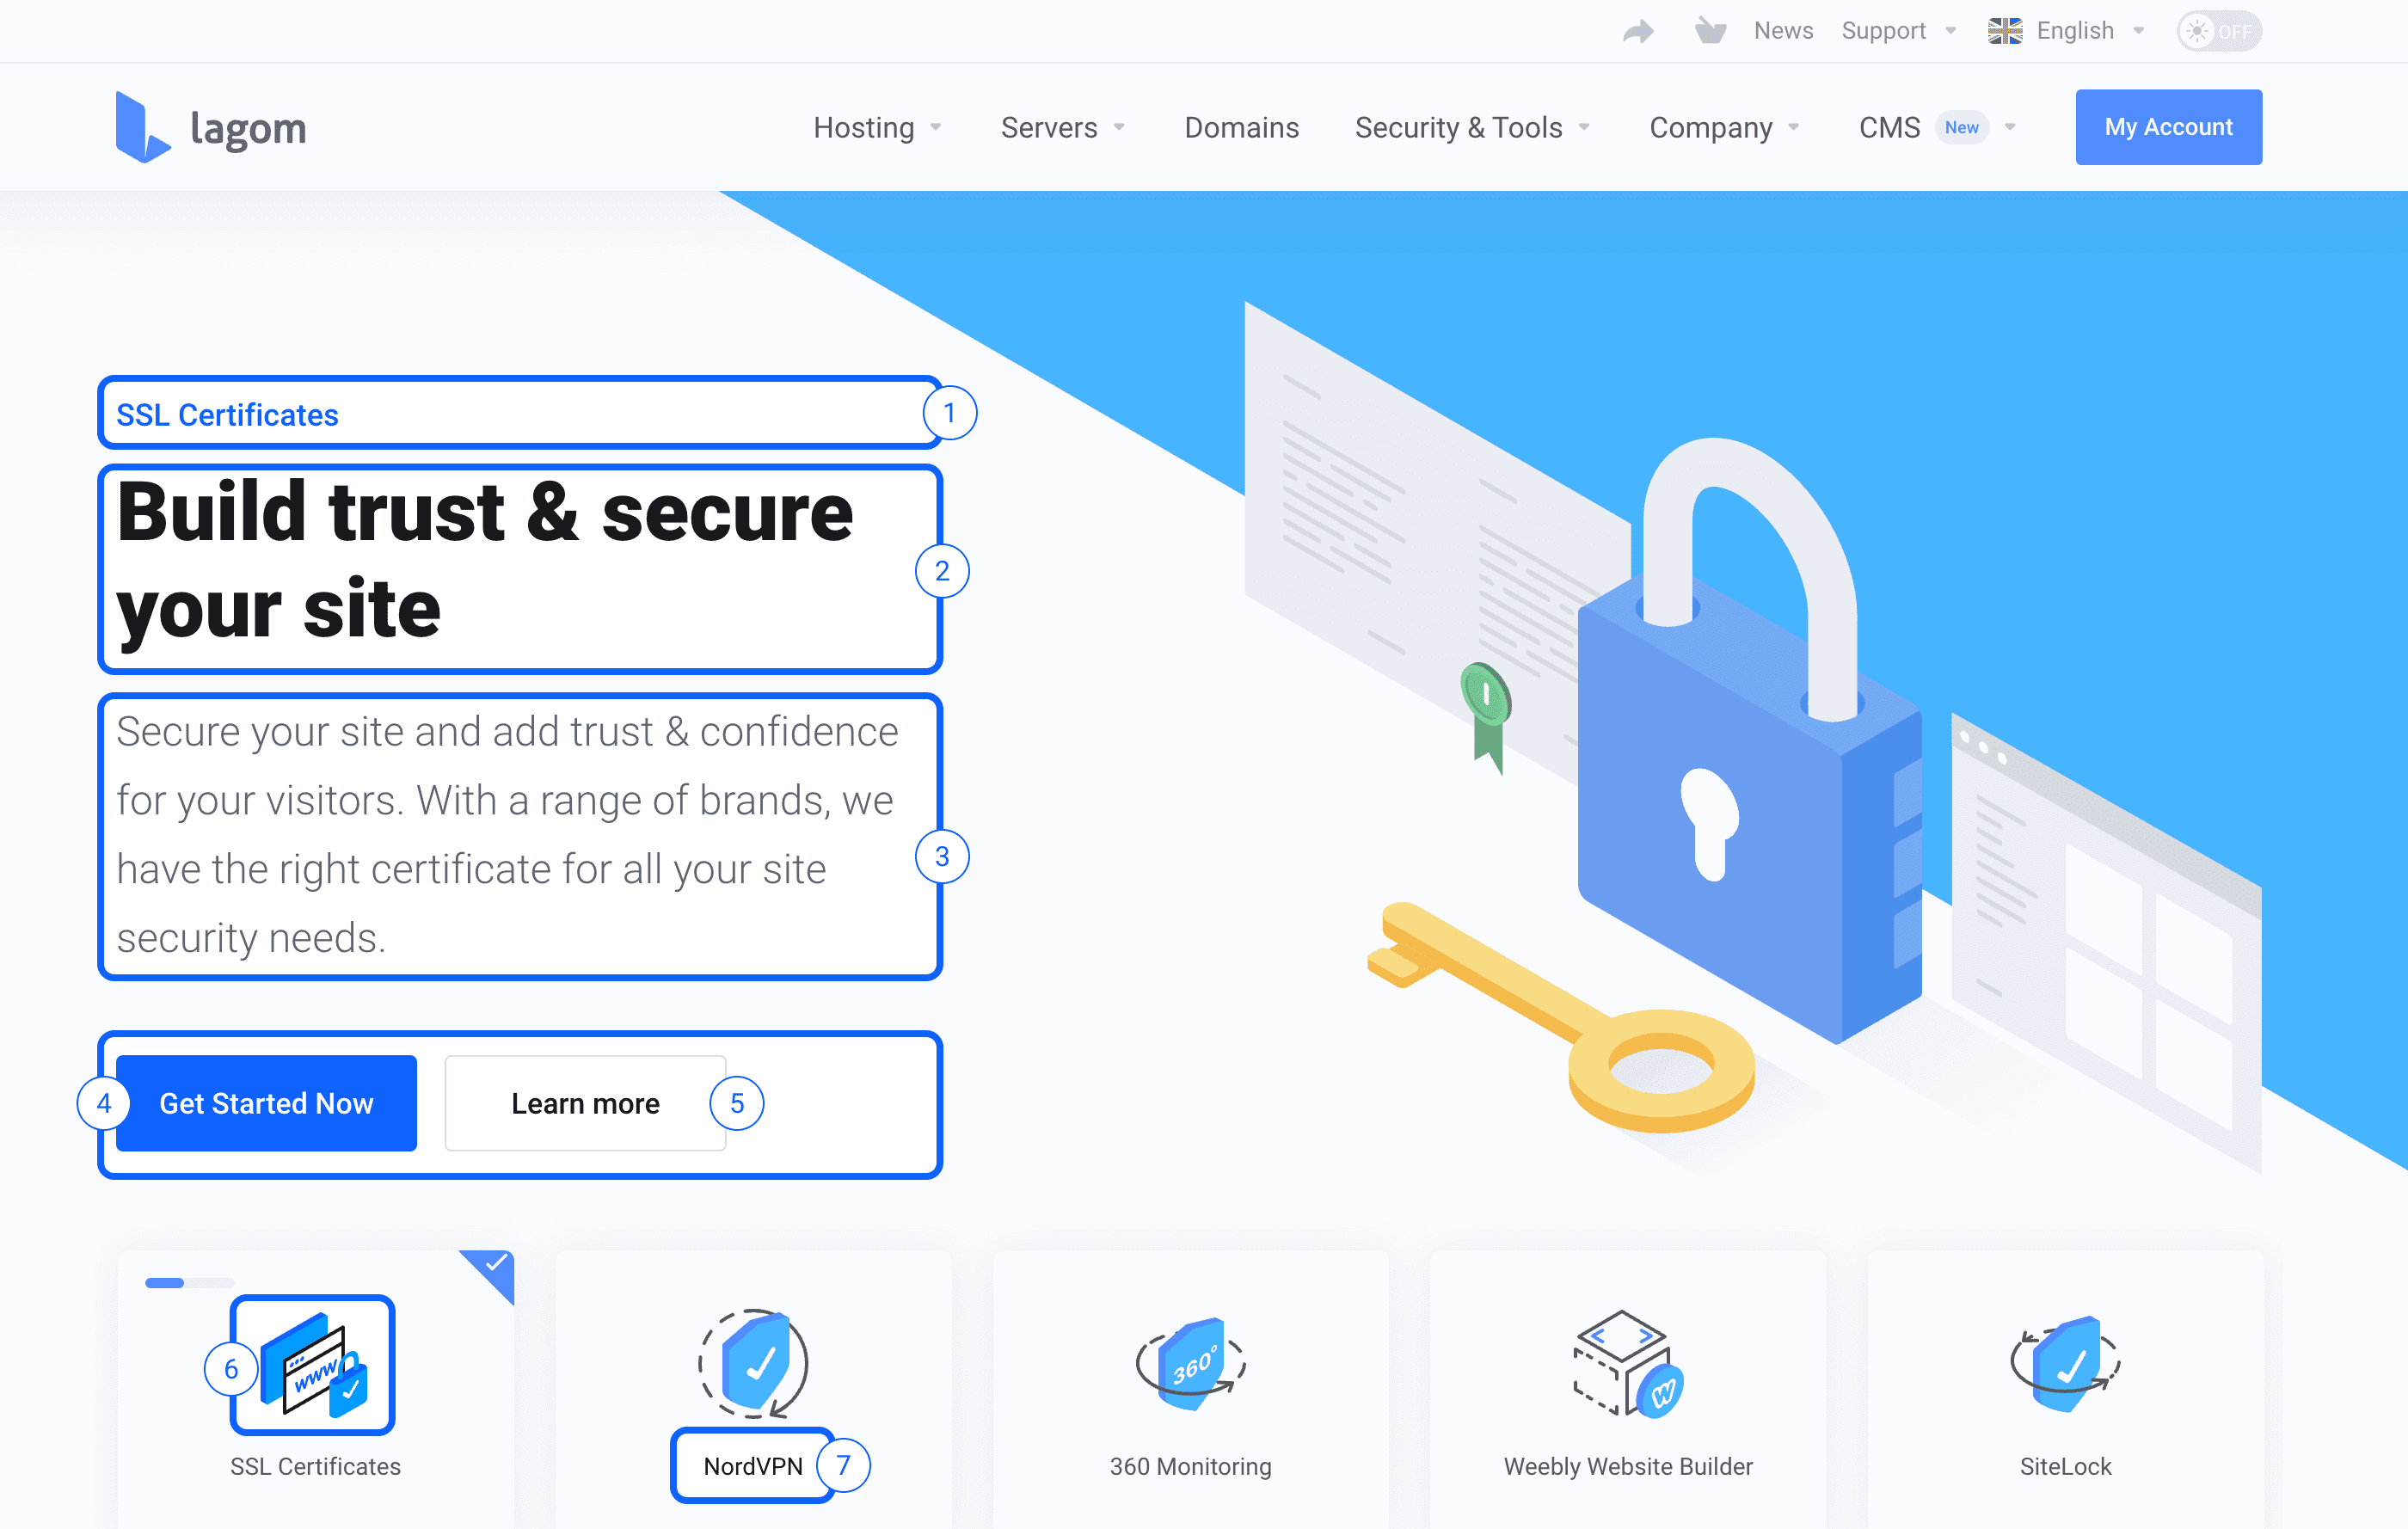 News Support English OFF
lagom
Hosting Servers Domains Security & Tools Company CMS New My Account
SSL Certificates
1
Build trust & secure
your site
2
Secure your site and add trust & confidence
for your visitors. With a range of brands, we
have the right certificate for all your site
security needs.
3
4 Get Started Now Learn more 5
6 www 360° W
SSL Certificates NordVPN 7 360 Monitoring Weebly Website Builder SiteLock